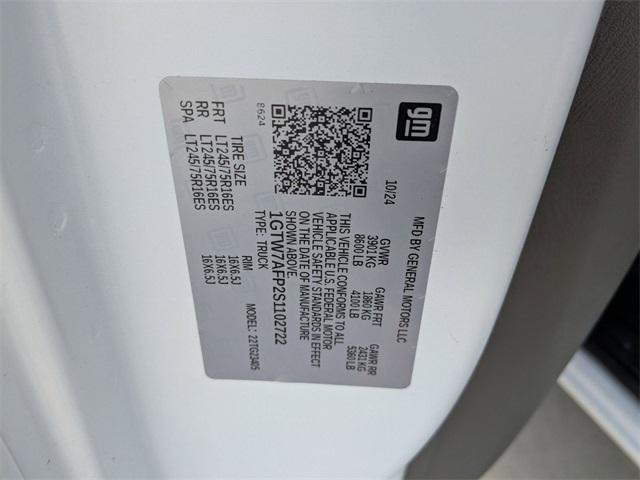 gm
MFD BY GENERAL MOTORS LLC
10/24
GVWR GAWR FRT GAWR RR
3901 KG 1860 KG 2431 KG
8600 LB 4100 LB 5360 LB
THIS VEHICLE CONFORMS TO ALL
APPLICABLE U.S. FEDERAL MOTOR
VEHICLE SAFETY STANDARDS IN EFFECT
ON THE DATE OF MANUFACTURE
SHOWN ABOVE.
1GTW7AFP2S1102722
TYPE: TRUCK MODEL: 22TG23405
8624
TIRE SIZE RIM
FRT LT245/75R16ES 16X6.5J
RR LT245/75R16ES 16X6.5J
SPA LT245/75R16ES 16X6.5J